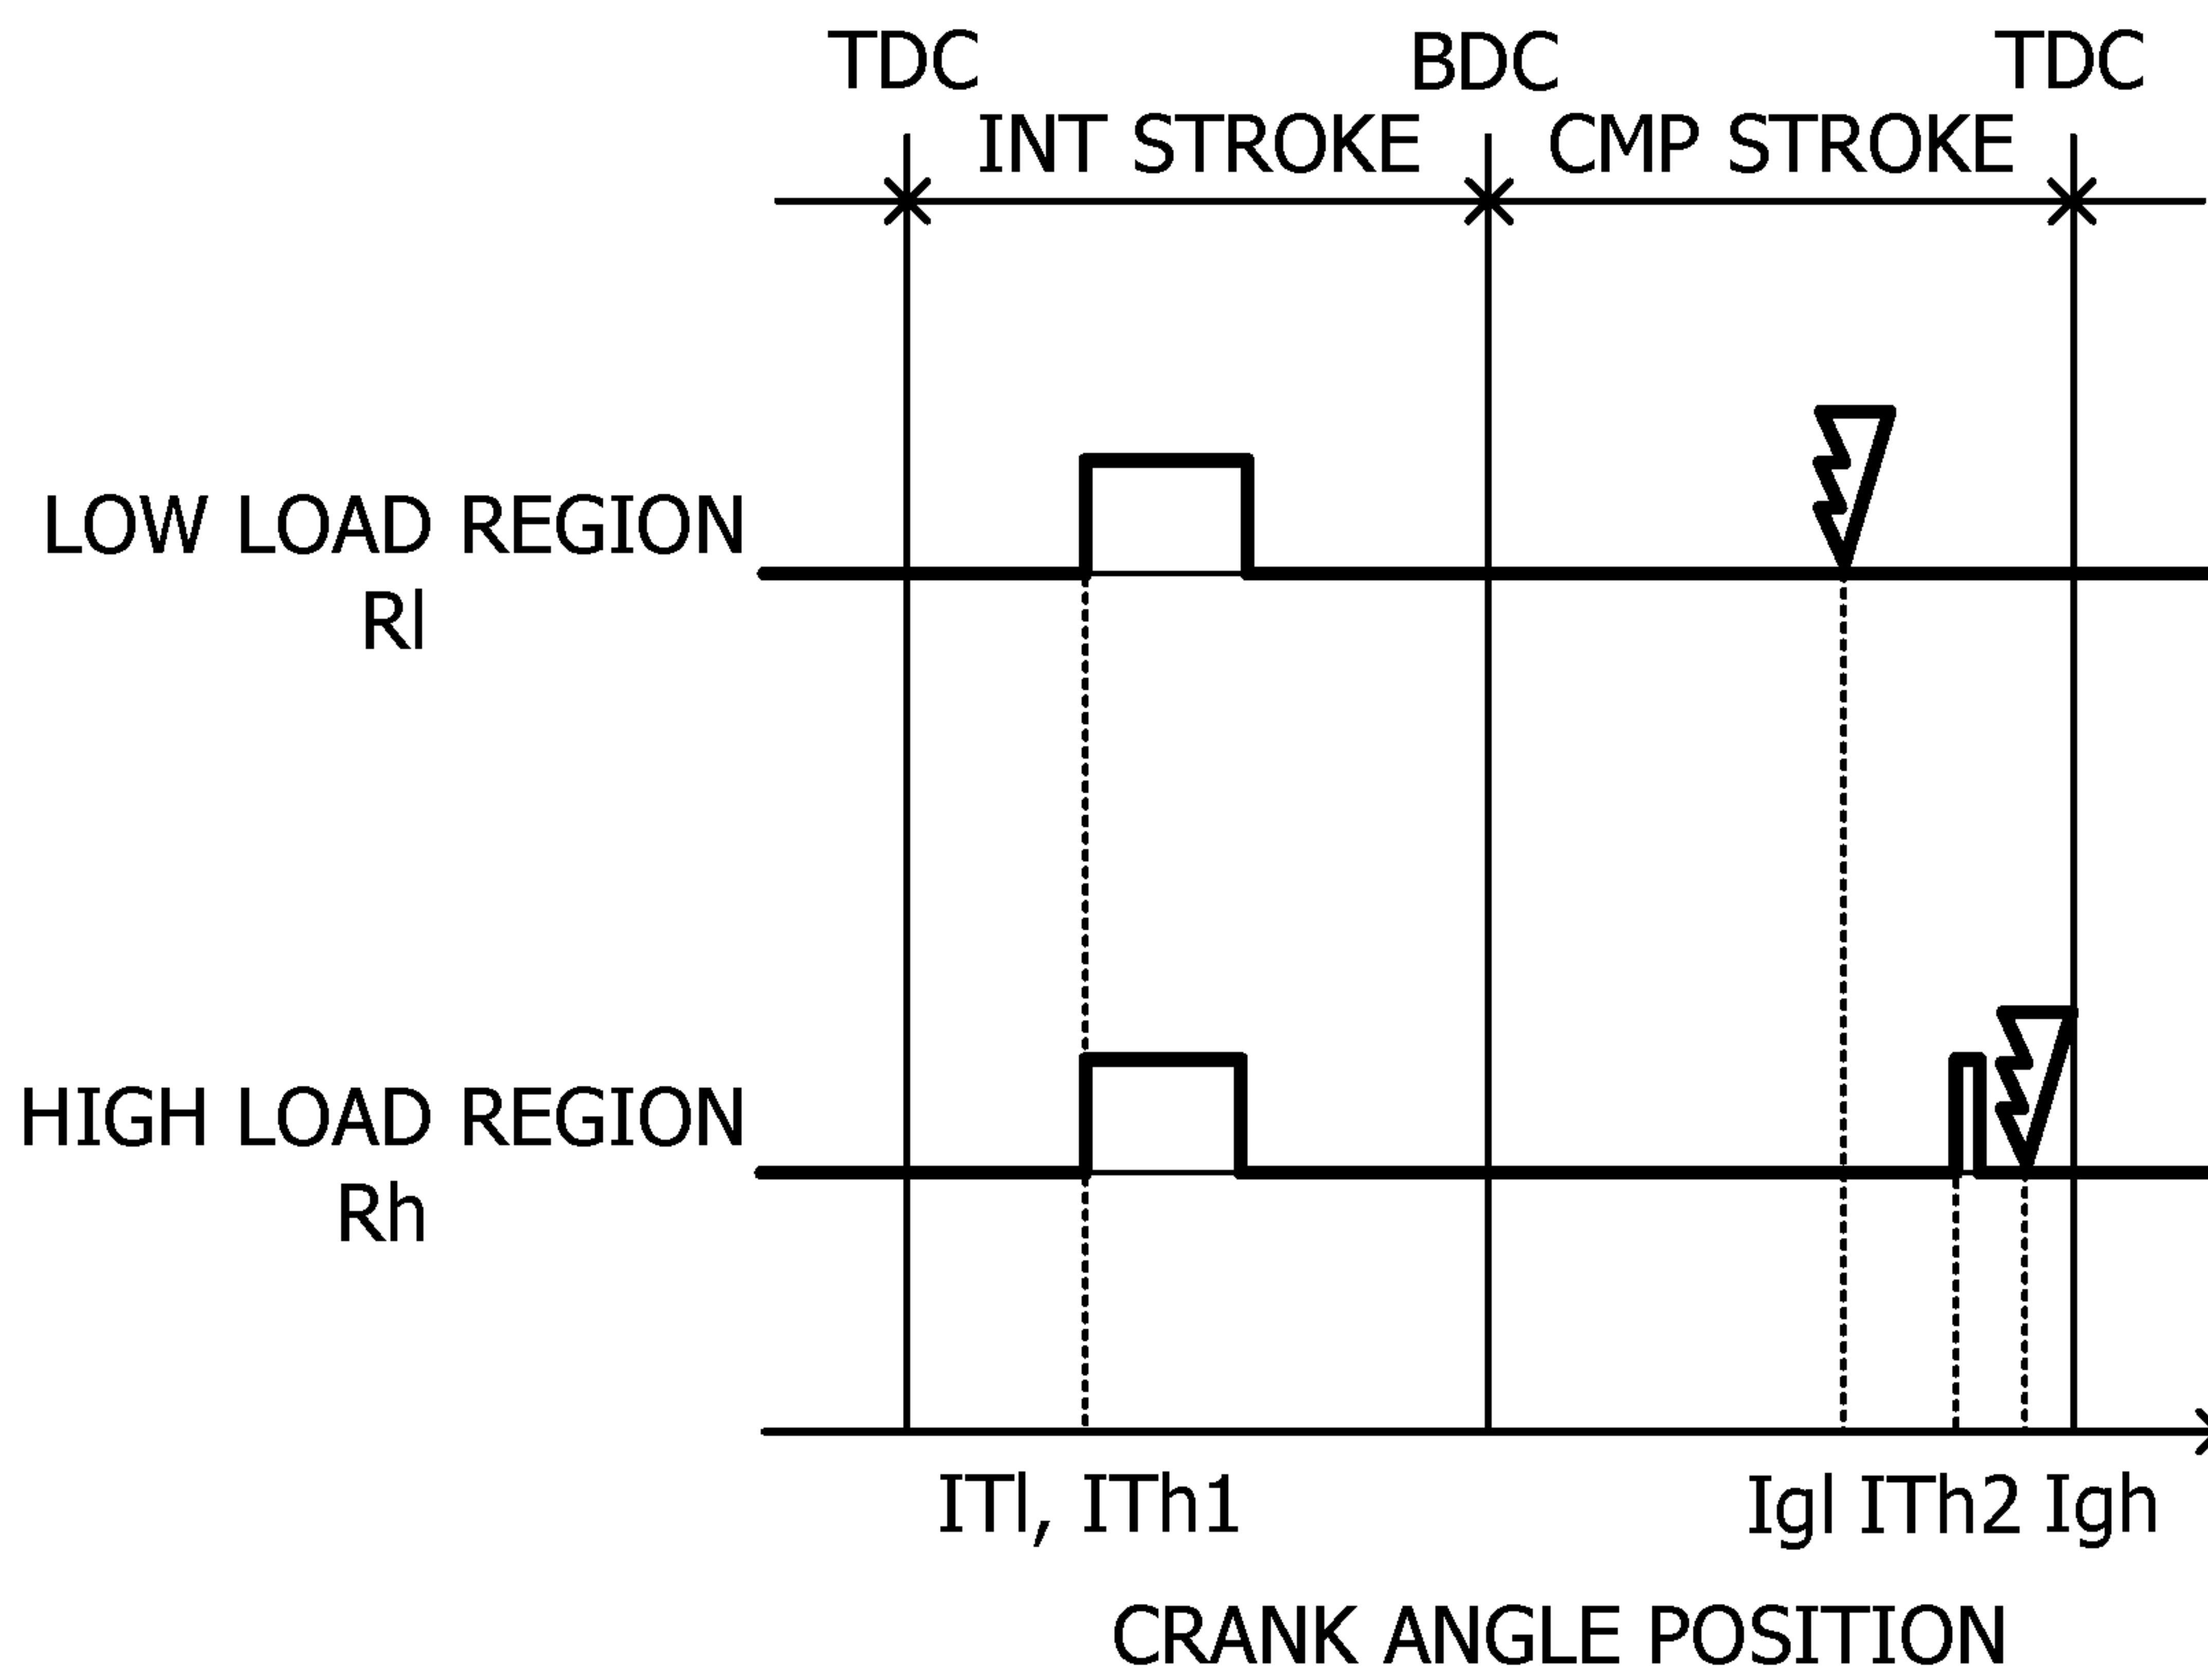 TDC BDC TDC
INT STROKE CMP STROKE
LOW LOAD REGION
Rl
HIGH LOAD REGION
Rh
ITl, ITh1 Igl ITh2 Igh
CRANK ANGLE POSITION